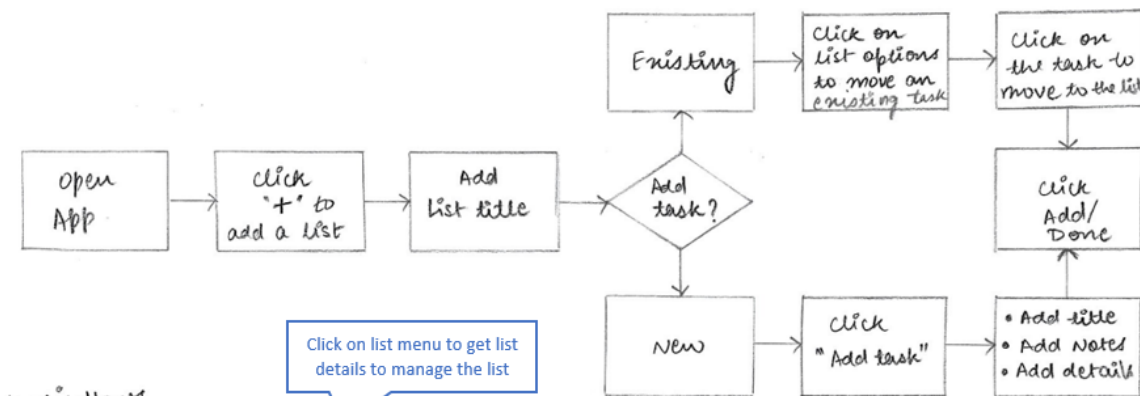 Open
App
Click
"+" to
add a list
Add
List title
Add
task?
Existing
Click on
list options
to move an
existing task
Click on
the task to
move to the list
New
Click
"Add task"
• Add title
• Add Notes
• Add details
Click
Add/
Done
Click on list menu to get list
details to manage the list